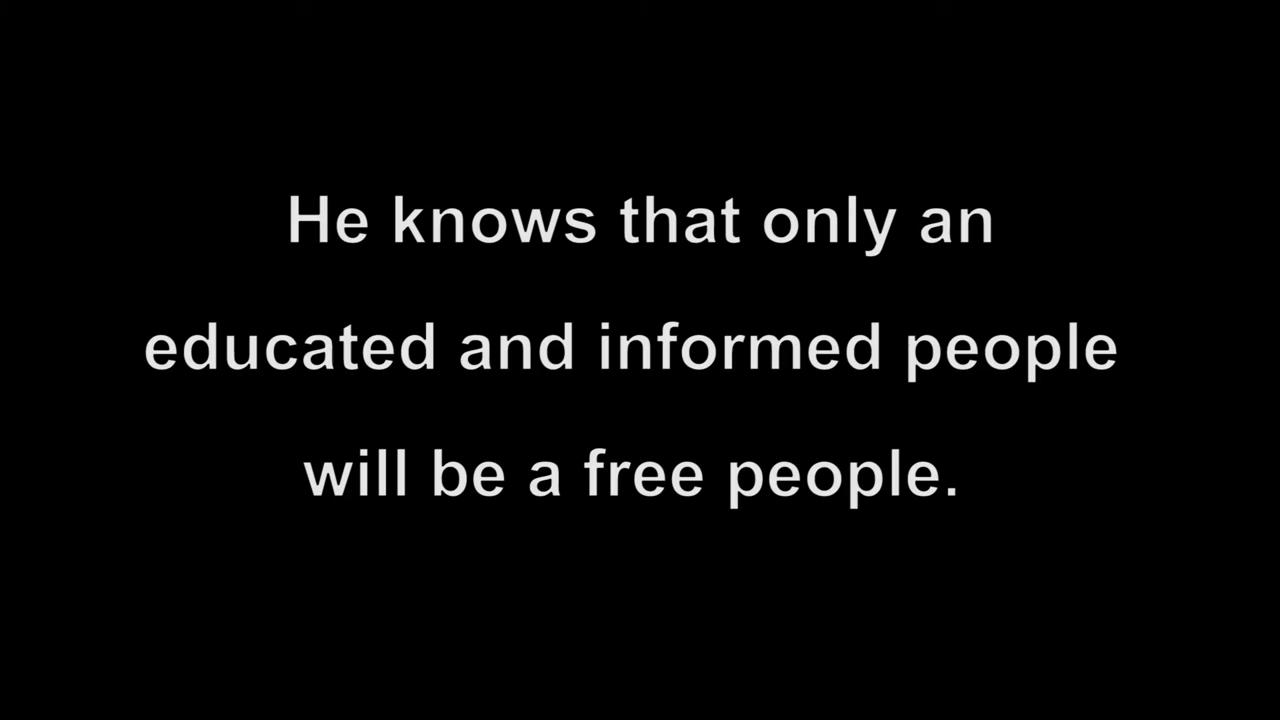 He knows that only an
educated and informed people
will be a free people.